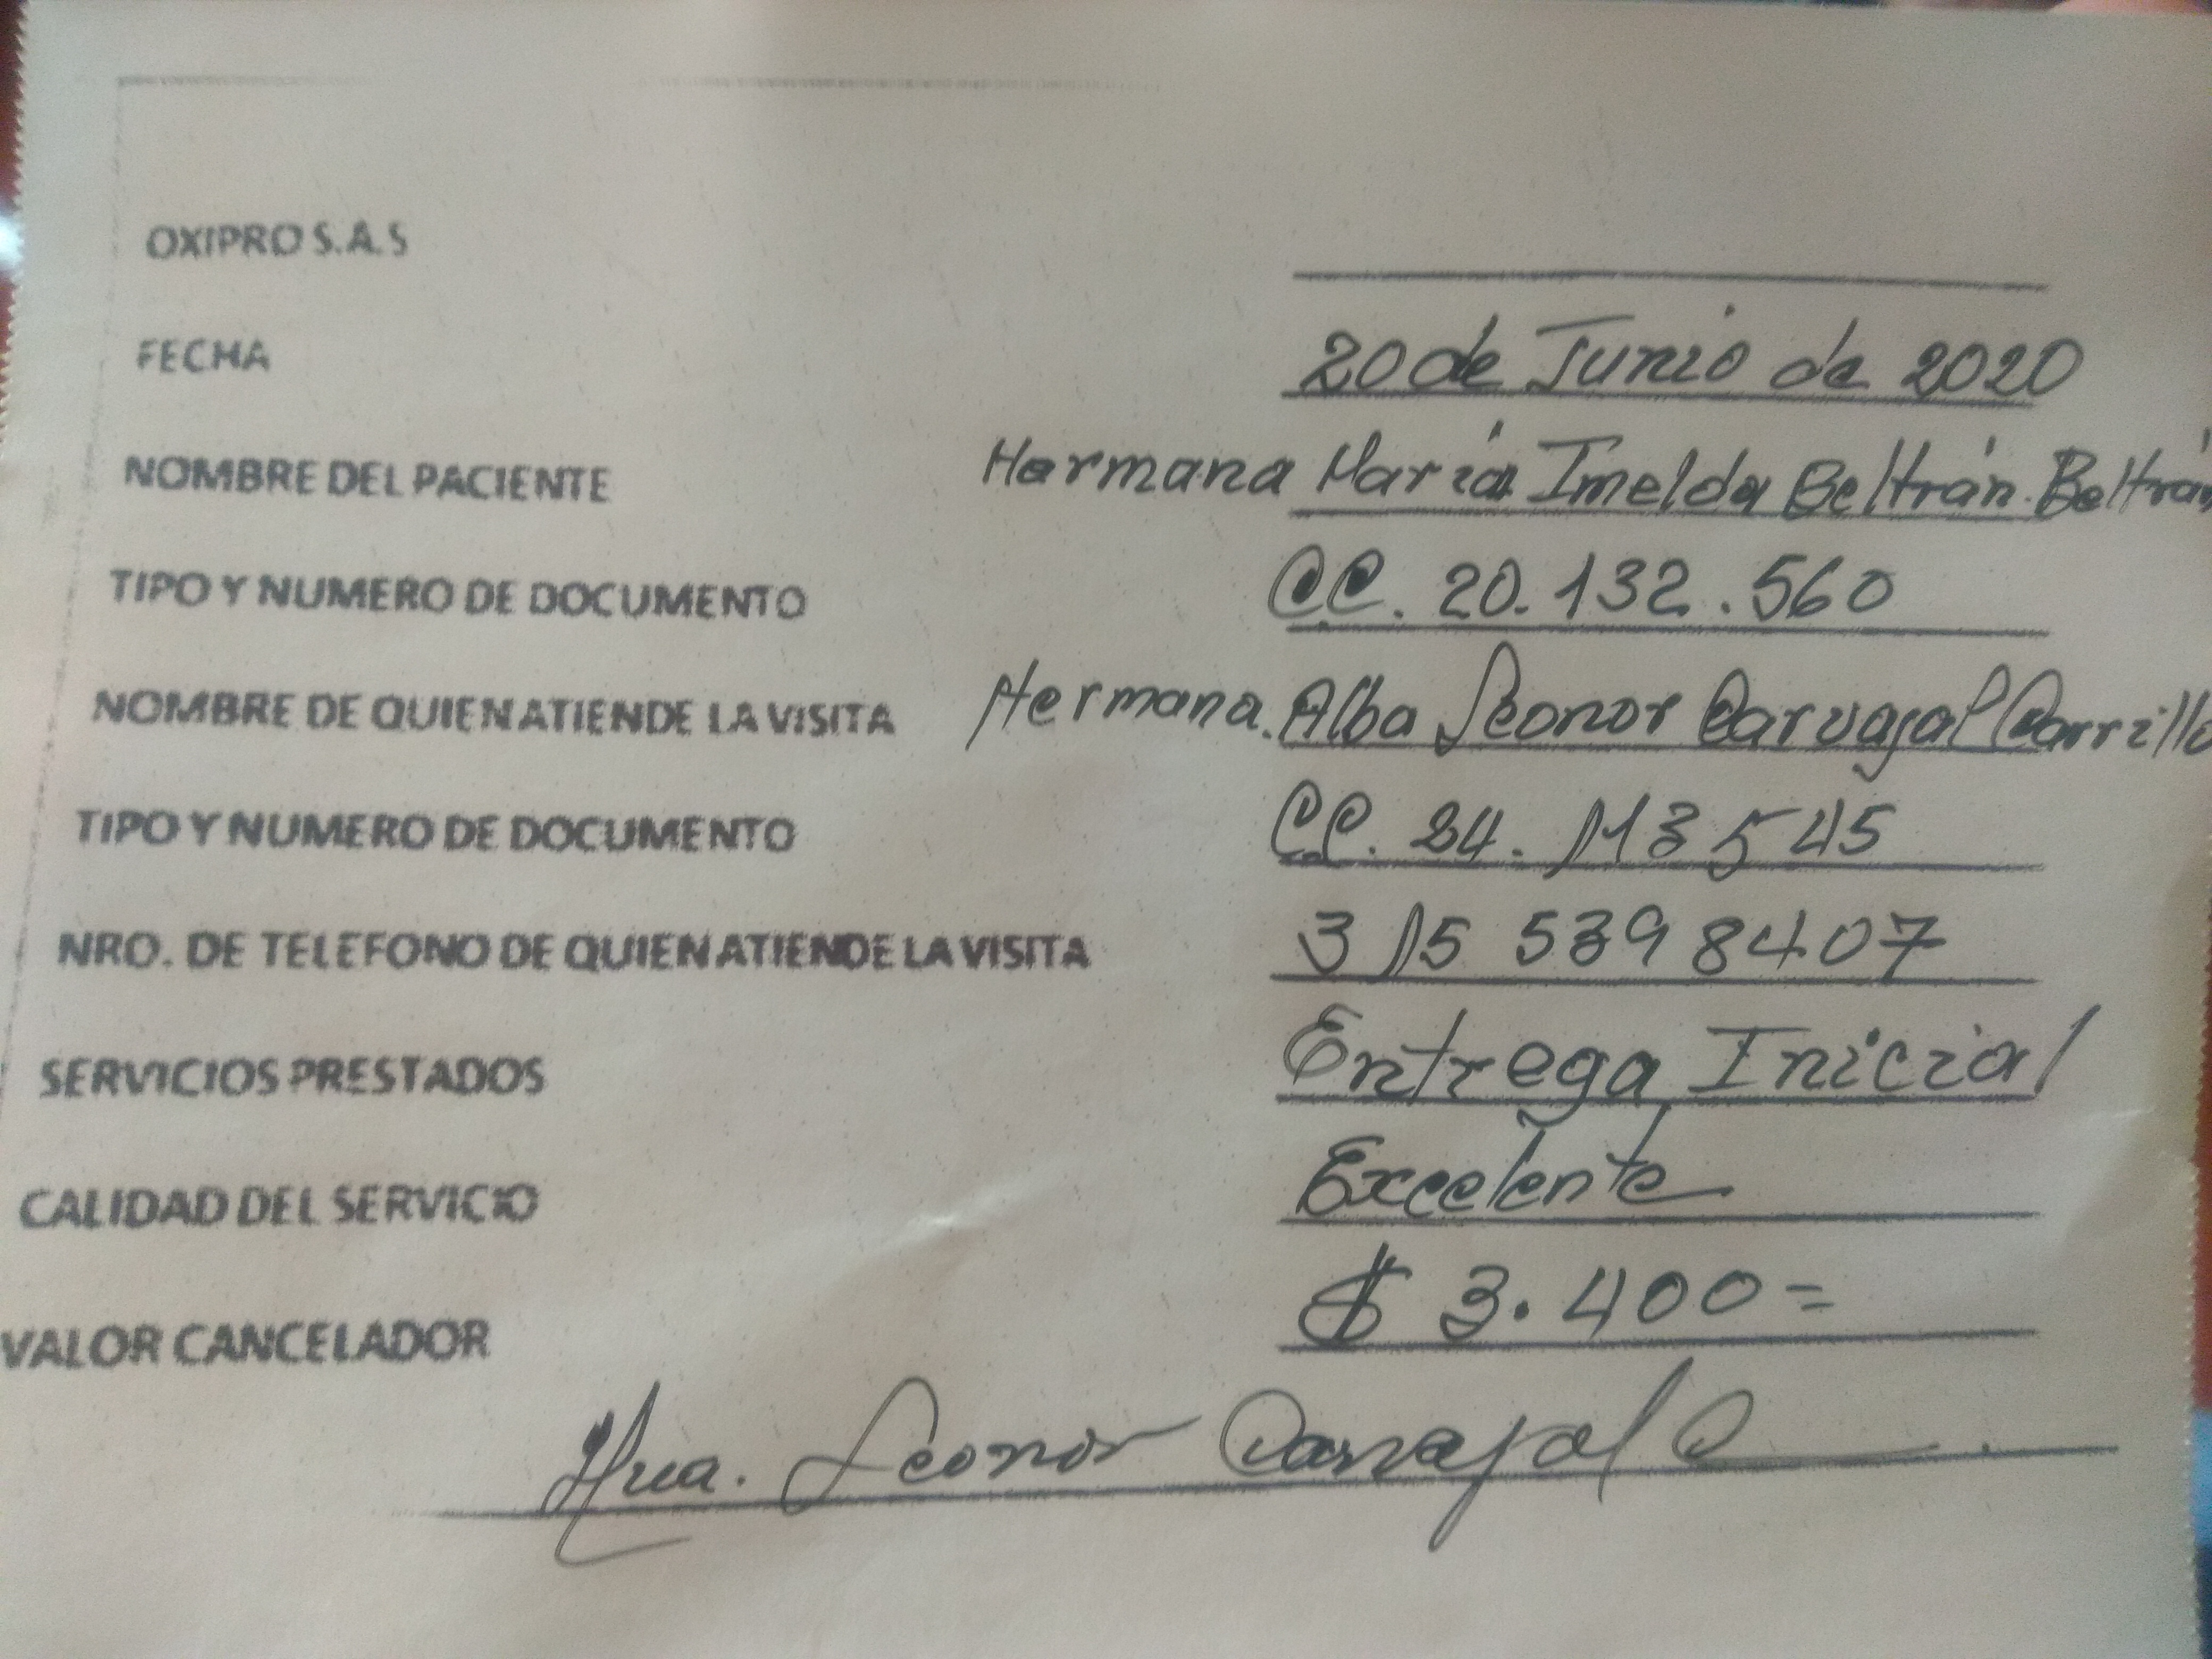 OXIPRO S.A.S
FECHA 20 de Junio de 2020
NOMBRE DEL PACIENTE Hermana María Imelda Beltrán. Beltrán
TIPO Y NUMERO DE DOCUMENTO CC. 20.132.560
NOMBRE DE QUIEN ATIENDE LA VISITA Hermana. Alba Leonor Carvajal Carrillo
TIPO Y NUMERO DE DOCUMENTO CC. 24.113545
NRO. DE TELEFONO DE QUIEN ATIENDE LA VISITA 315 5398407
SERVICIOS PRESTADOS Entrega Inicial
CALIDAD DEL SERVICIO Excelente
VALOR CANCELADOR $ 3.400=
Hna. Leonor Carvajal C